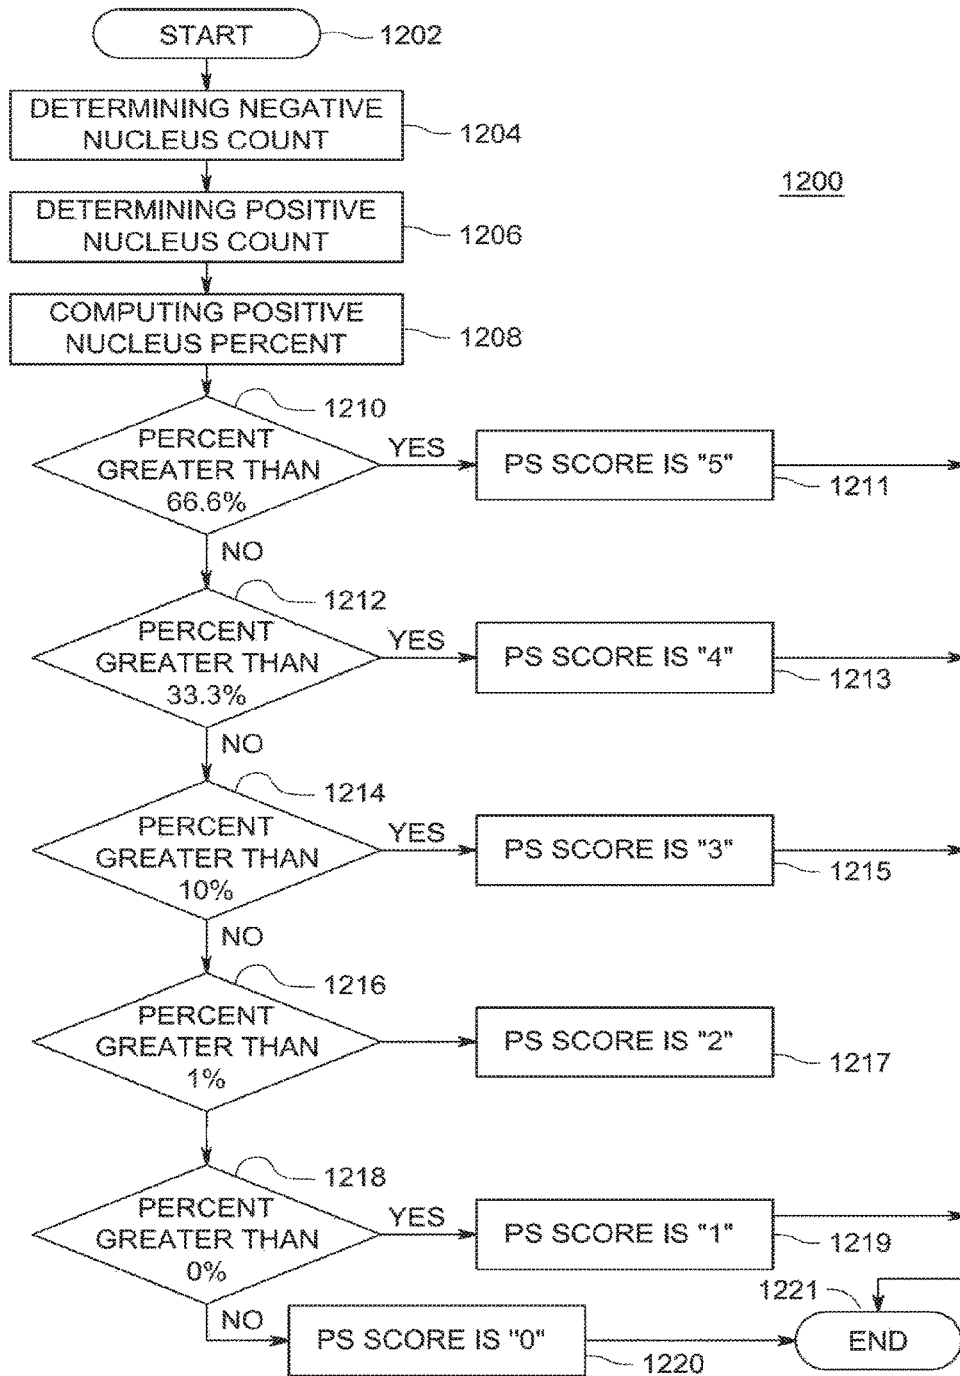 START
1202
DETERMINING NEGATIVE
NUCLEUS COUNT
1204
1200
DETERMINING POSITIVE
NUCLEUS COUNT
1206
COMPUTING POSITIVE
NUCLEUS PERCENT
1208
1210
PERCENT
GREATER THAN
66.6%
YES
PS SCORE IS "5"
1211
NO
1212
PERCENT
GREATER THAN
33.3%
YES
PS SCORE IS "4"
1213
NO
1214
PERCENT
GREATER THAN
10%
YES
PS SCORE IS "3"
1215
NO
1216
PERCENT
GREATER THAN
1%
PS SCORE IS "2"
1217
1218
PERCENT
GREATER THAN
0%
YES
PS SCORE IS "1"
1219
NO
PS SCORE IS "0"
1220
1221
END